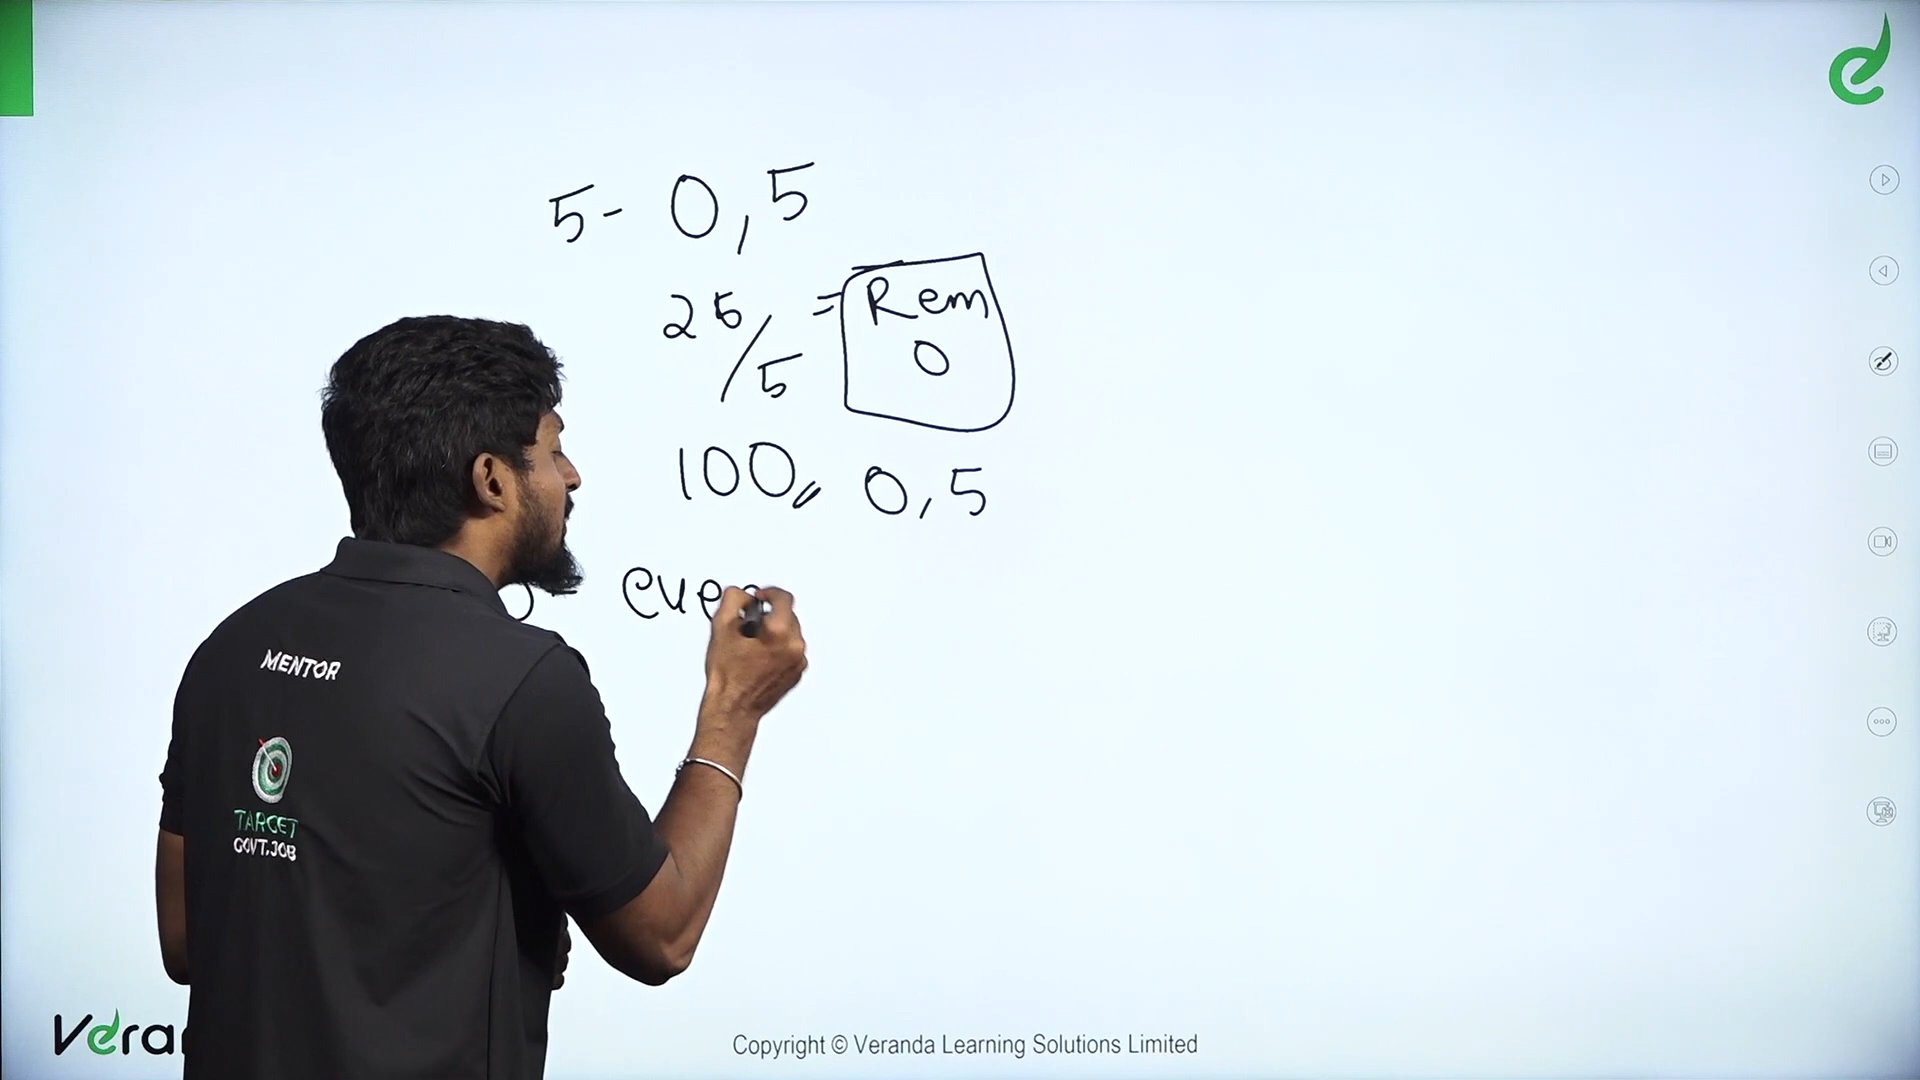 5- 0,5
25/5 = Rem 0
100, 0,5
MENTOR
TARGET
GOVT.JOB
Copyright © Veranda Learning Solutions Limited